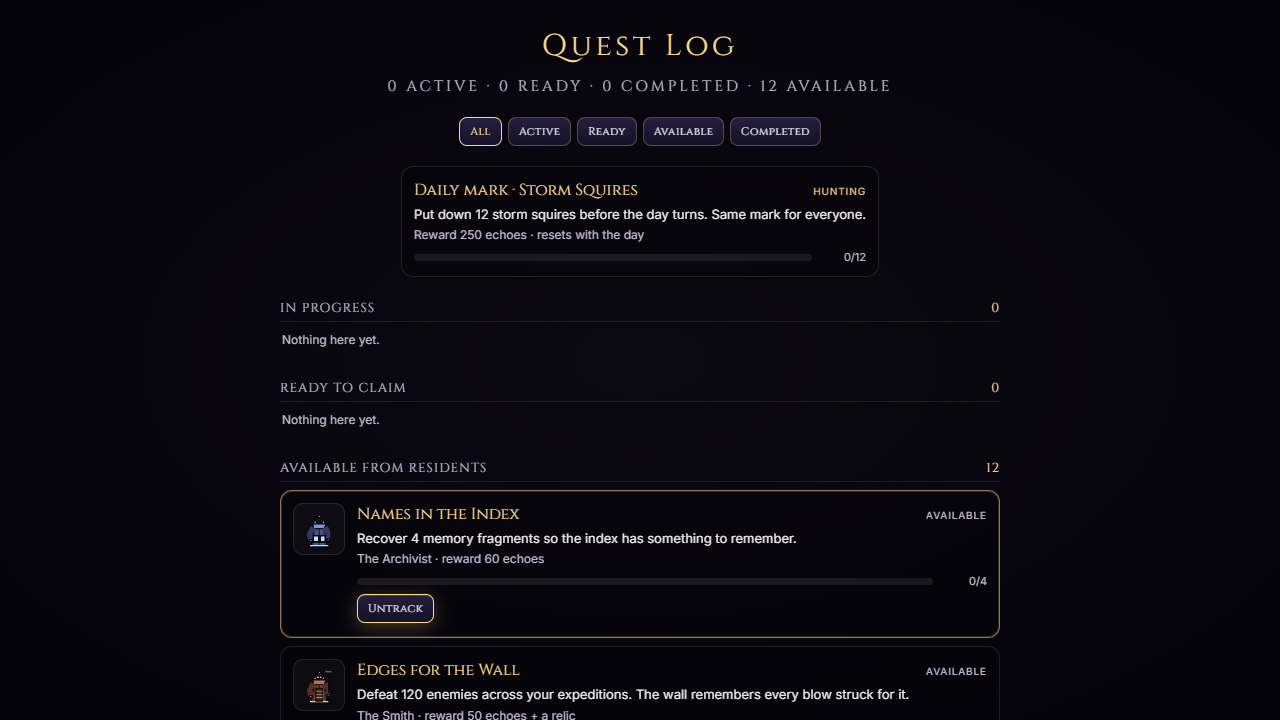 Quest Log
0 ACTIVE · 0 READY · 0 COMPLETED · 12 AVAILABLE
All Active Ready Available Completed
Daily mark · Storm Squires HUNTING
Put down 12 storm squires before the day turns. Same mark for everyone.
Reward 250 echoes · resets with the day
0/12
IN PROGRESS 0
Nothing here yet.
READY TO CLAIM 0
Nothing here yet.
AVAILABLE FROM RESIDENTS 12
Names in the Index AVAILABLE
Recover 4 memory fragments so the index has something to remember.
The Archivist · reward 60 echoes
0/4
Untrack
Edges for the Wall AVAILABLE
Defeat 120 enemies across your expeditions. The wall remembers every blow struck for it.
The Smith · reward 50 echoes + a relic